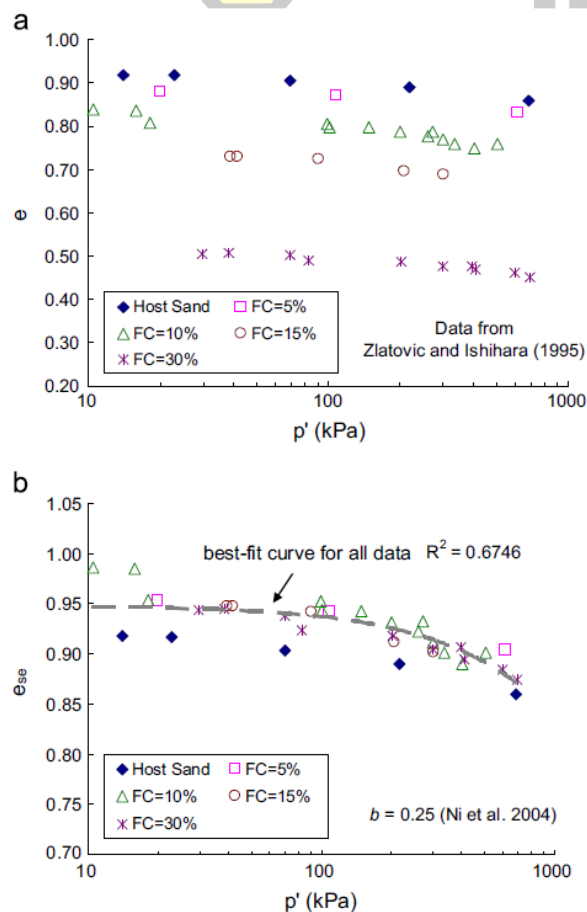 a
1.00
0.90
0.80
0.70
0.60
0.50
0.40
0.30
0.20
e
Host Sand FC=5%
FC=10% FC=15%
FC=30%
Data from
Zlatovic and Ishihara (1995)
10 100 1000
p' (kPa)
b
1.05
1.00
0.95
0.90
0.85
0.80
0.75
0.70
ese
best-fit curve for all data R² = 0.6746
Host Sand FC=5%
FC=10% FC=15%
FC=30%
b = 0.25 (Ni et al. 2004)
10 100 1000
p' (kPa)